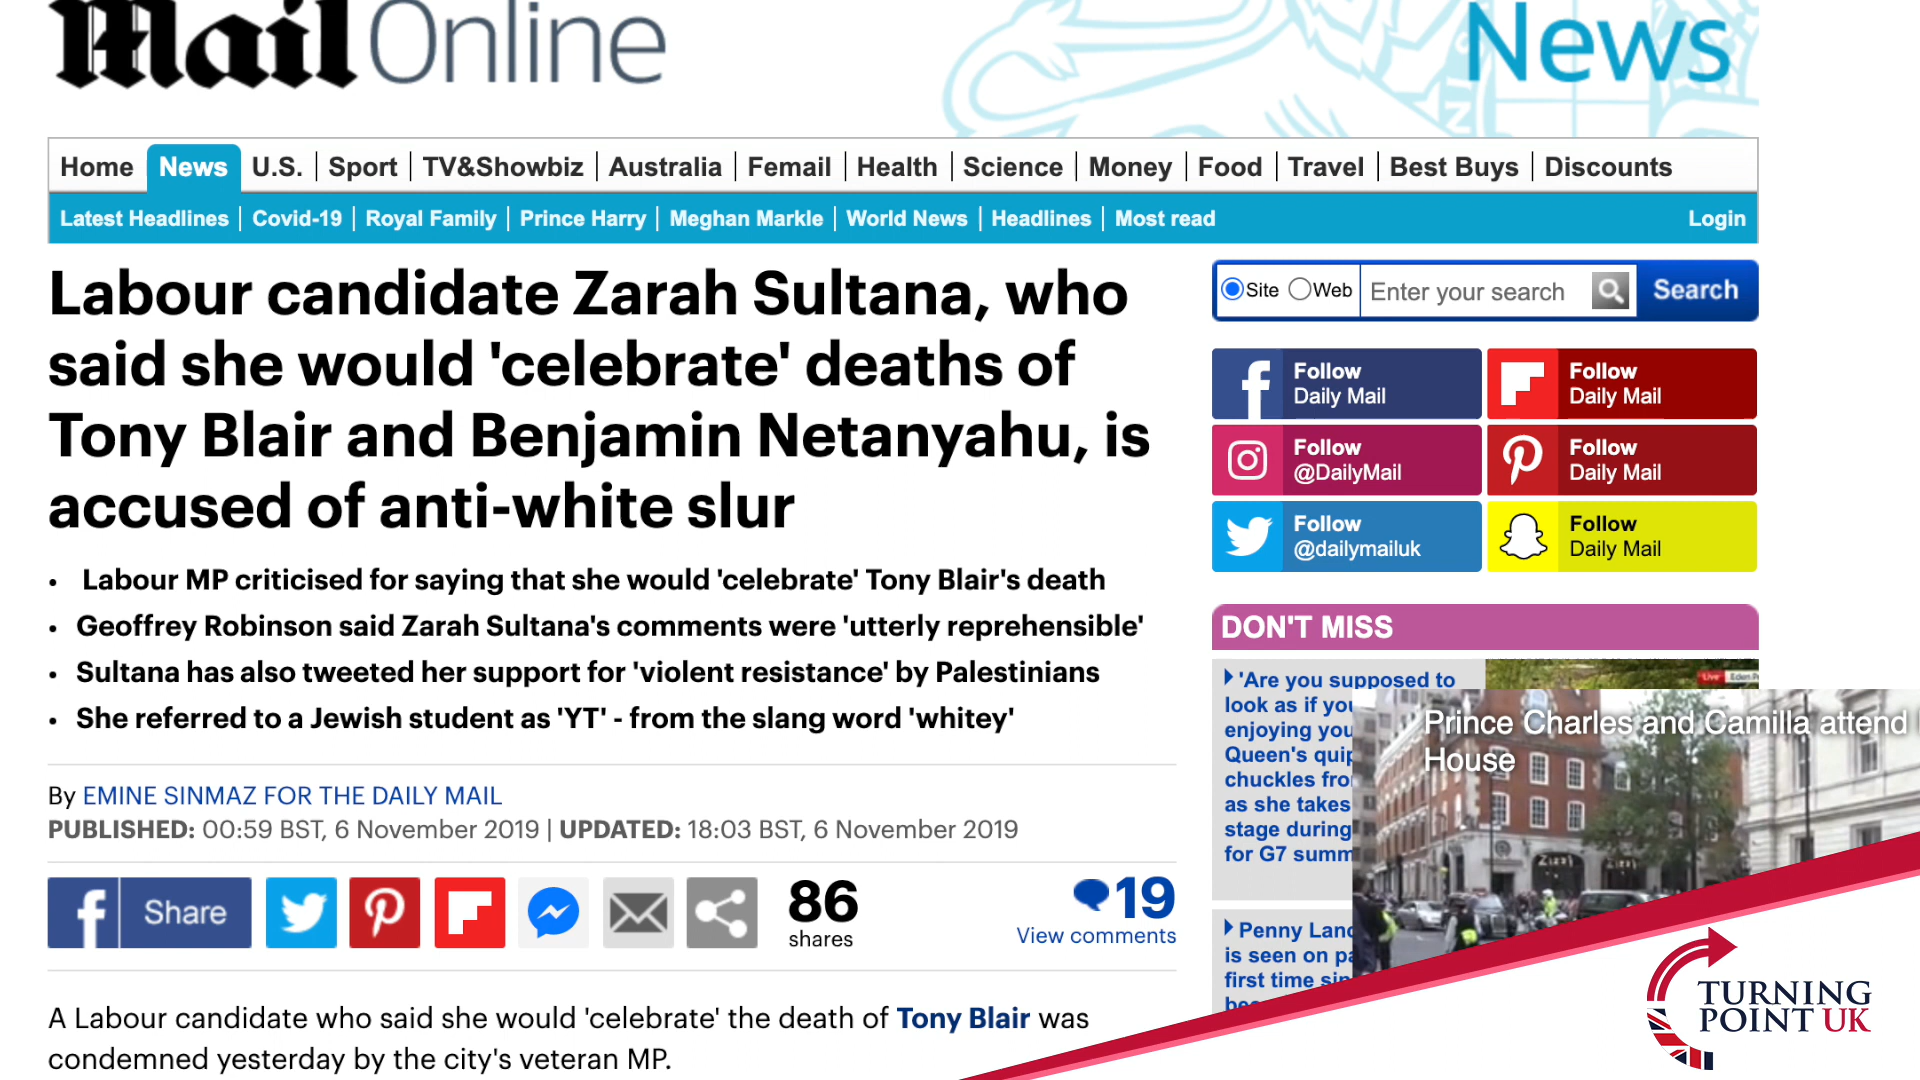 Mail Online
News
Home News U.S. Sport TV&Showbiz Australia Femail Health Science Money Food Travel Best Buys Discounts
Latest Headlines Covid-19 Royal Family Prince Harry Meghan Markle World News Headlines Most read Login
Labour candidate Zarah Sultana, who
said she would 'celebrate' deaths of
Tony Blair and Benjamin Netanyahu, is
accused of anti-white slur
• Labour MP criticised for saying that she would 'celebrate' Tony Blair's death
• Geoffrey Robinson said Zarah Sultana's comments were 'utterly reprehensible'
• Sultana has also tweeted her support for 'violent resistance' by Palestinians
• She referred to a Jewish student as 'YT' - from the slang word 'whitey'
By EMINE SINMAZ FOR THE DAILY MAIL
PUBLISHED: 00:59 BST, 6 November 2019 | UPDATED: 18:03 BST, 6 November 2019
Share
86
shares
19
View comments
A Labour candidate who said she would 'celebrate' the death of Tony Blair was
condemned yesterday by the city's veteran MP.
Site Web Enter your search Search
Follow
Daily Mail
Follow
Daily Mail
Follow
@DailyMail
Follow
Daily Mail
Follow
@dailymailuk
Follow
Daily Mail
DON'T MISS
'Are you supposed to
look as if you
enjoying you
Queen's quip
chuckles fro
as she takes
stage during
for G7 summ
Live
Prince Charles and Camilla attend
House
Zizzi
Penny Lanc
is seen on pa
first time sin
TURNING
POINT UK